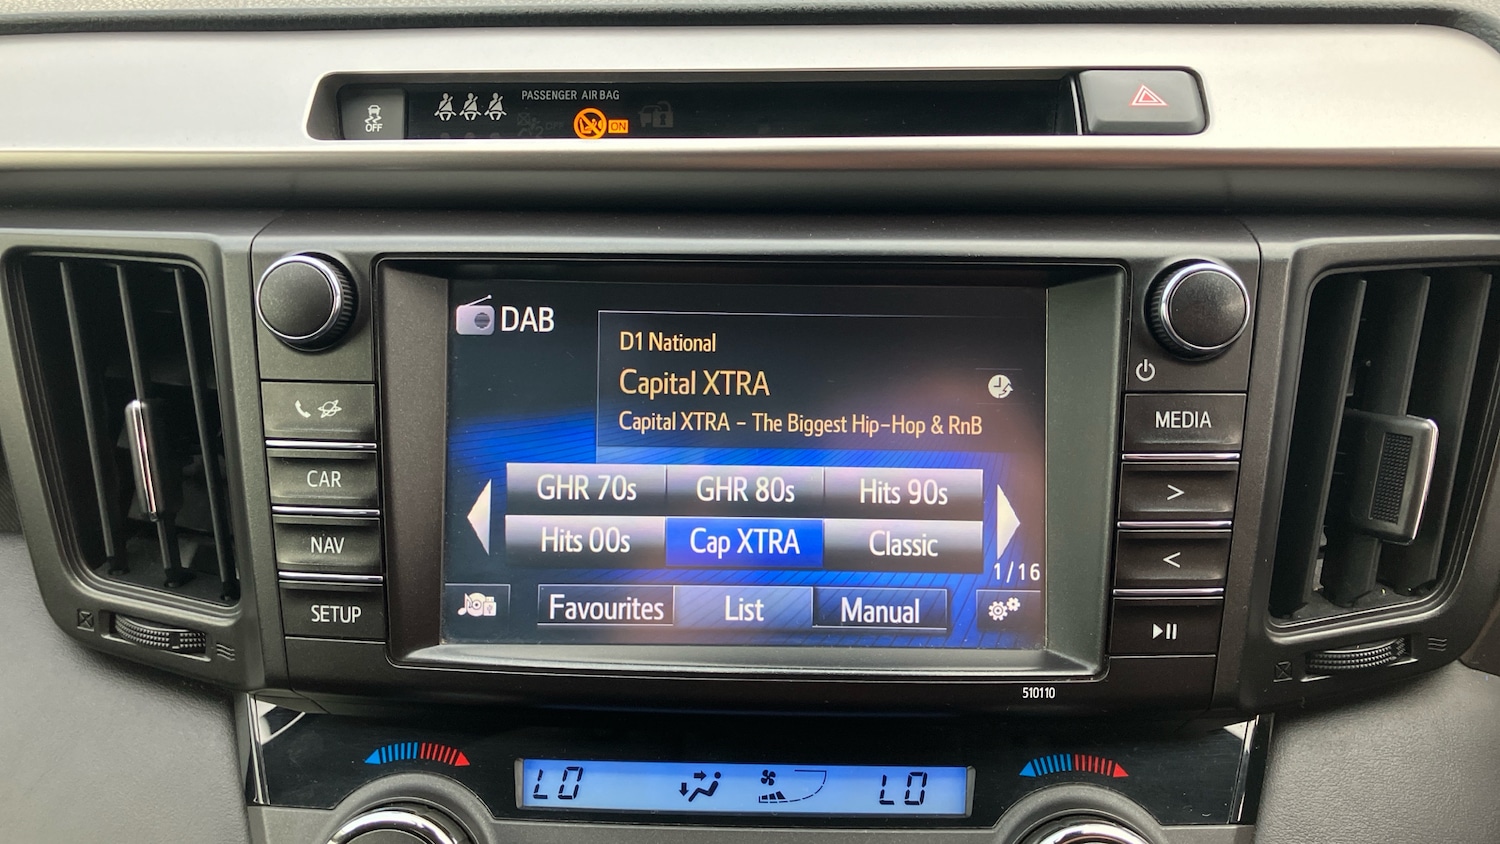 PASSENGER AIR BAG
OFF
ON
DAB
D1 National
Capital XTRA
Capital XTRA - The Biggest Hip-Hop & RnB
GHR 70s
GHR 80s
Hits 90s
Hits 00s
Cap XTRA
Classic
1/16
Favourites
List
Manual
CAR
NAV
SETUP
MEDIA
>
<
510110
LO
LO